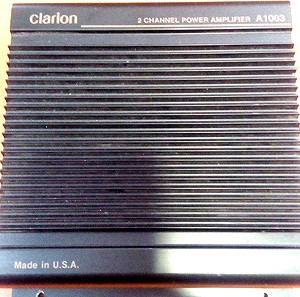 clarion 2 CHANNEL POWER AMPLIFIER A1003
Made in U.S.A.